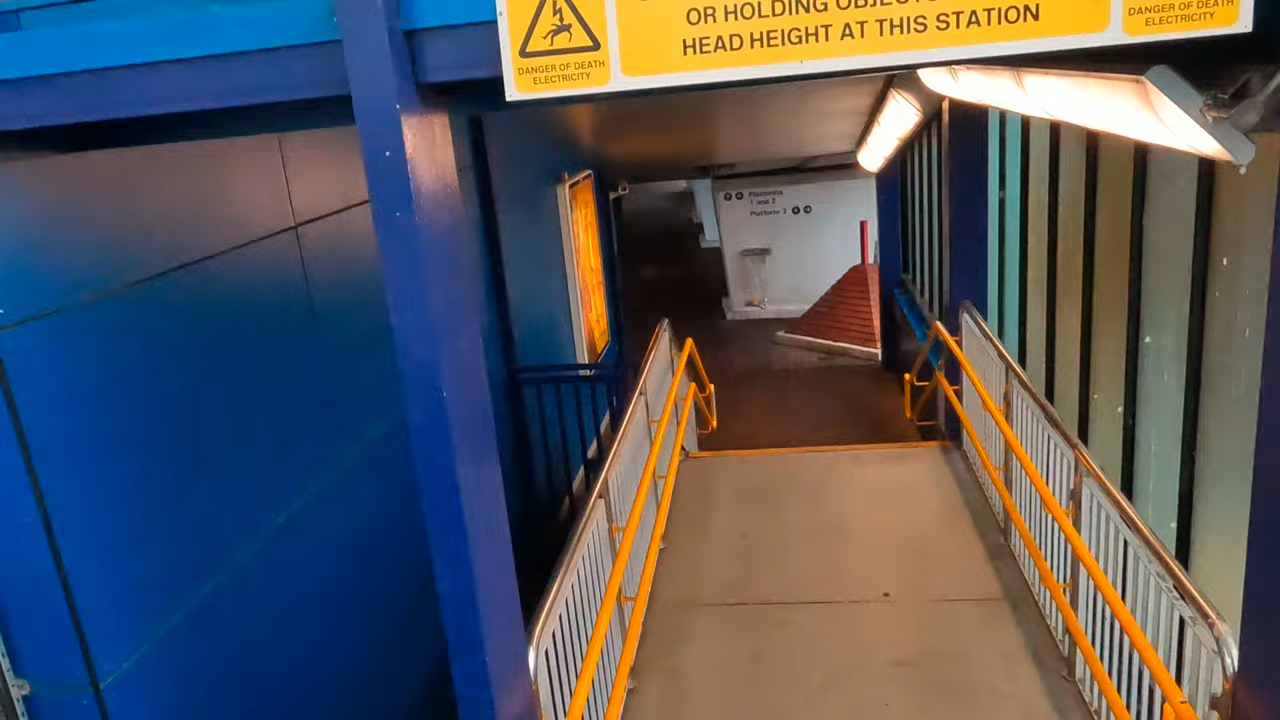 OR HOLDING OBJECTS
HEAD HEIGHT AT THIS STATION
DANGER OF DEATH
ELECTRICITY
DANGER OF DEATH
ELECTRICITY
Platforms
1 and 2
Platform 3